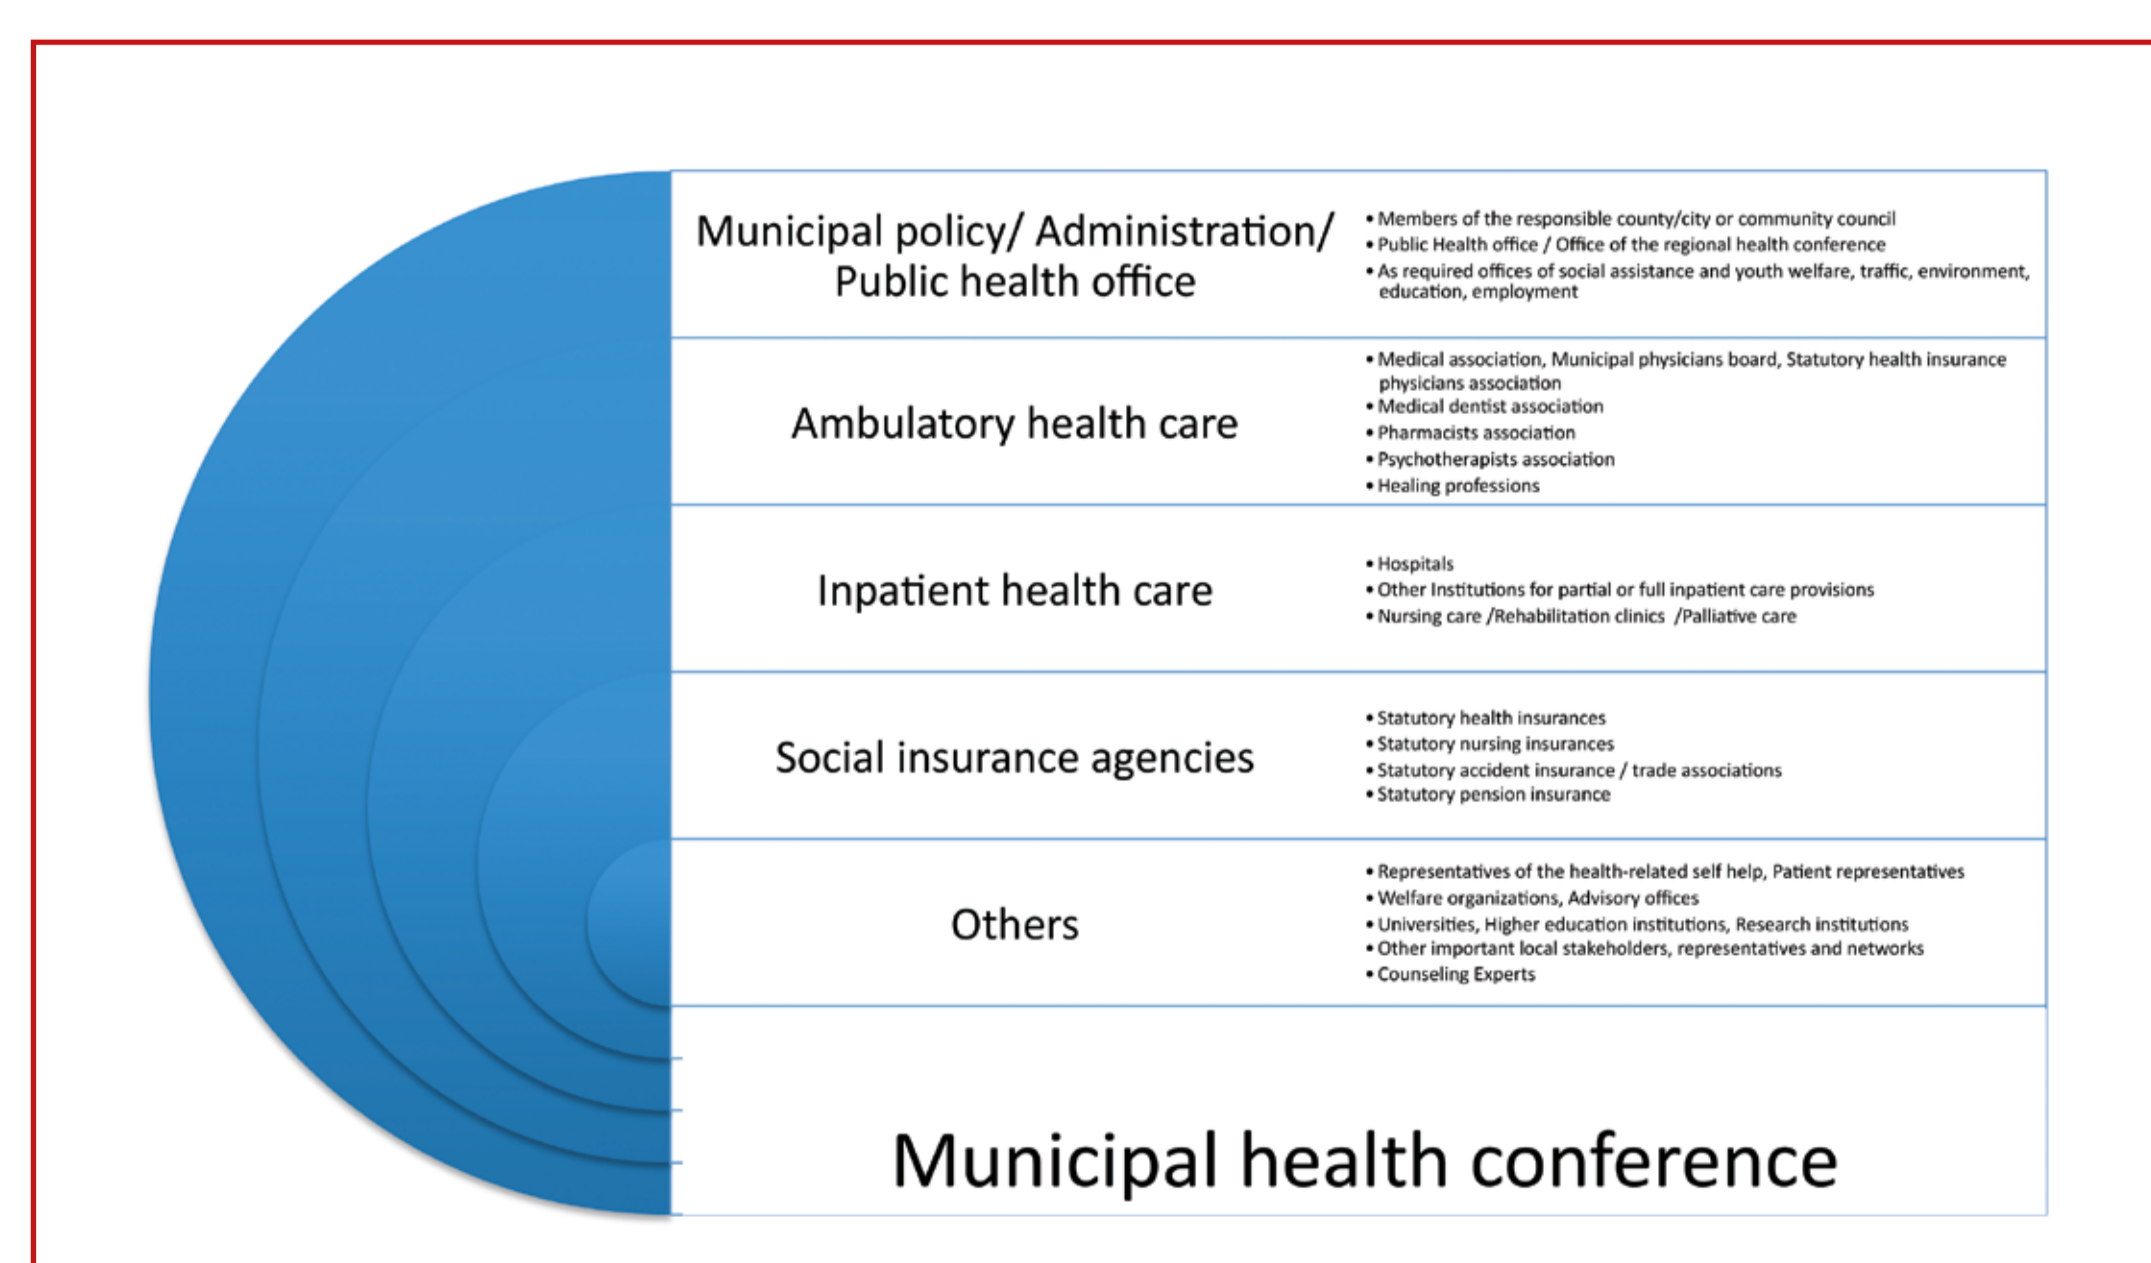 Municipal policy/ Administration/
Public health office
• Members of the responsible county/city or community council
• Public Health office / Office of the regional health conference
• As required offices of social assistance and youth welfare, traffic, environment,
education, employment
Ambulatory health care
• Medical association, Municipal physicians board, Statutory health insurance
physicians association
• Medical dentist association
• Pharmacists association
• Psychotherapists association
• Healing professions
Inpatient health care
• Hospitals
• Other Institutions for partial or full inpatient care provisions
• Nursing care /Rehabilitation clinics /Palliative care
Social insurance agencies
• Statutory health insurances
• Statutory nursing insurances
• Statutory accident insurance / trade associations
• Statutory pension insurance
Others
• Representatives of the health-related self help, Patient representatives
• Welfare organizations, Advisory offices
• Universities, Higher education institutions, Research institutions
• Other important local stakeholders, representatives and networks
• Counseling Experts
Municipal health conference